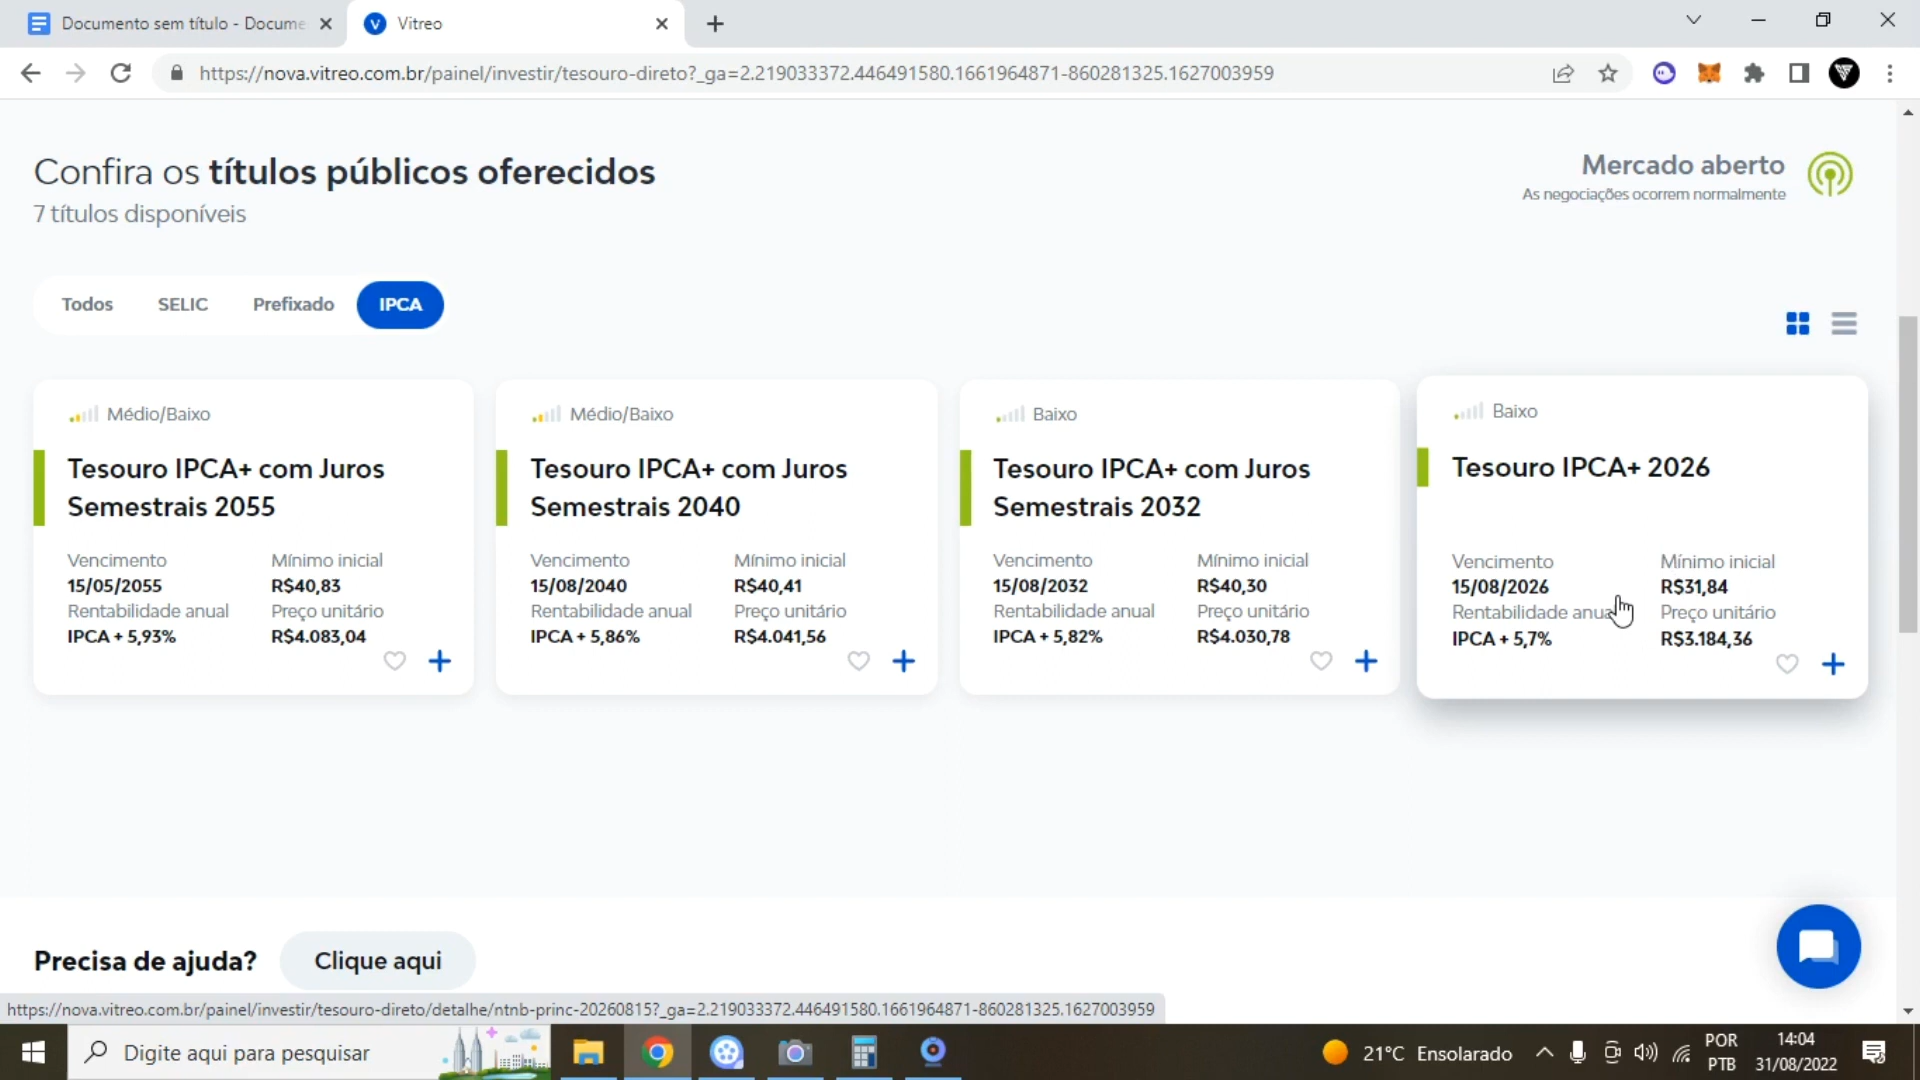 Documento sem título - Docume
Vitreo
https://nova.vitreo.com.br/painel/investir/tesouro-direto?_ga=2.219033372.446491580.1661964871-860281325.1627003959
Confira os títulos públicos oferecidos
7 títulos disponíveis
Mercado aberto
As negociações ocorrem normalmente
Todos SELIC Prefixado IPCA
Médio/Baixo
Tesouro IPCA+ com Juros
Semestrais 2055
Vencimento Mínimo inicial
15/05/2055 R$40,83
Rentabilidade anual Preço unitário
IPCA + 5,93% R$4.083,04
Médio/Baixo
Tesouro IPCA+ com Juros
Semestrais 2040
Vencimento Mínimo inicial
15/08/2040 R$40,41
Rentabilidade anual Preço unitário
IPCA + 5,86% R$4.041,56
Baixo
Tesouro IPCA+ com Juros
Semestrais 2032
Vencimento Mínimo inicial
15/08/2032 R$40,30
Rentabilidade anual Preço unitário
IPCA + 5,82% R$4.030,78
Baixo
Tesouro IPCA+ 2026
Vencimento Mínimo inicial
15/08/2026 R$31,84
Rentabilidade anua Preço unitário
IPCA + 5,7% R$3.184,36
Precisa de ajuda? Clique aqui
https://nova.vitreo.com.br/painel/investir/tesouro-direto/detalhe/ntnb-princ-20260815?_ga=2.219033372.446491580.1661964871-860281325.1627003959
Digite aqui para pesquisar
21°C Ensolarado
POR
PTB
14:04
31/08/2022